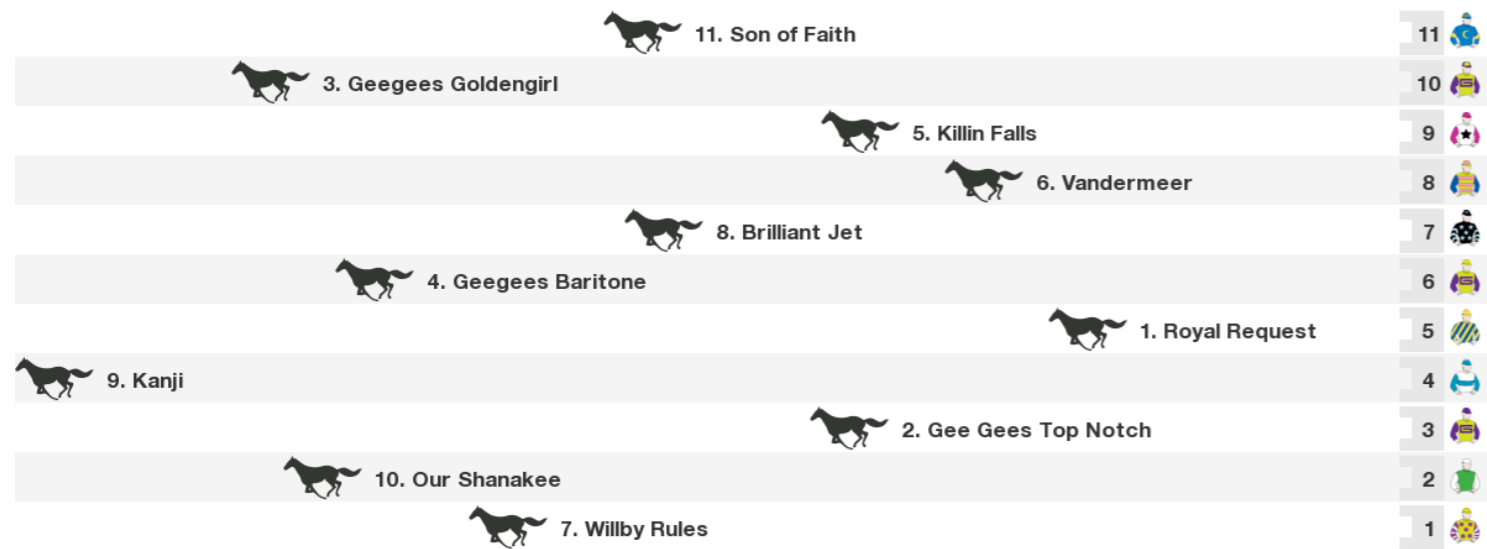 11. Son of Faith 11
3. Geegees Goldengirl 10 G
5. Killin Falls 9
6. Vandermeer 8
8. Brilliant Jet 7
4. Geegees Baritone 6 G
1. Royal Request 5
9. Kanji 4
2. Gee Gees Top Notch 3 G
10. Our Shanakee 2
7. Willby Rules 1